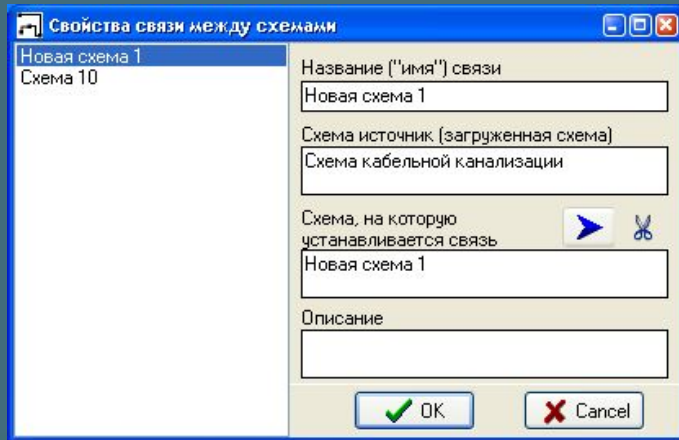 Свойства связи между схемами
Новая схема 1
Схема 10
Название ("имя") связи
Новая схема 1
Схема источник (загруженная схема)
Схема кабельной канализации
Схема, на которую
устанавливается связь
Новая схема 1
Описание
OK
Cancel